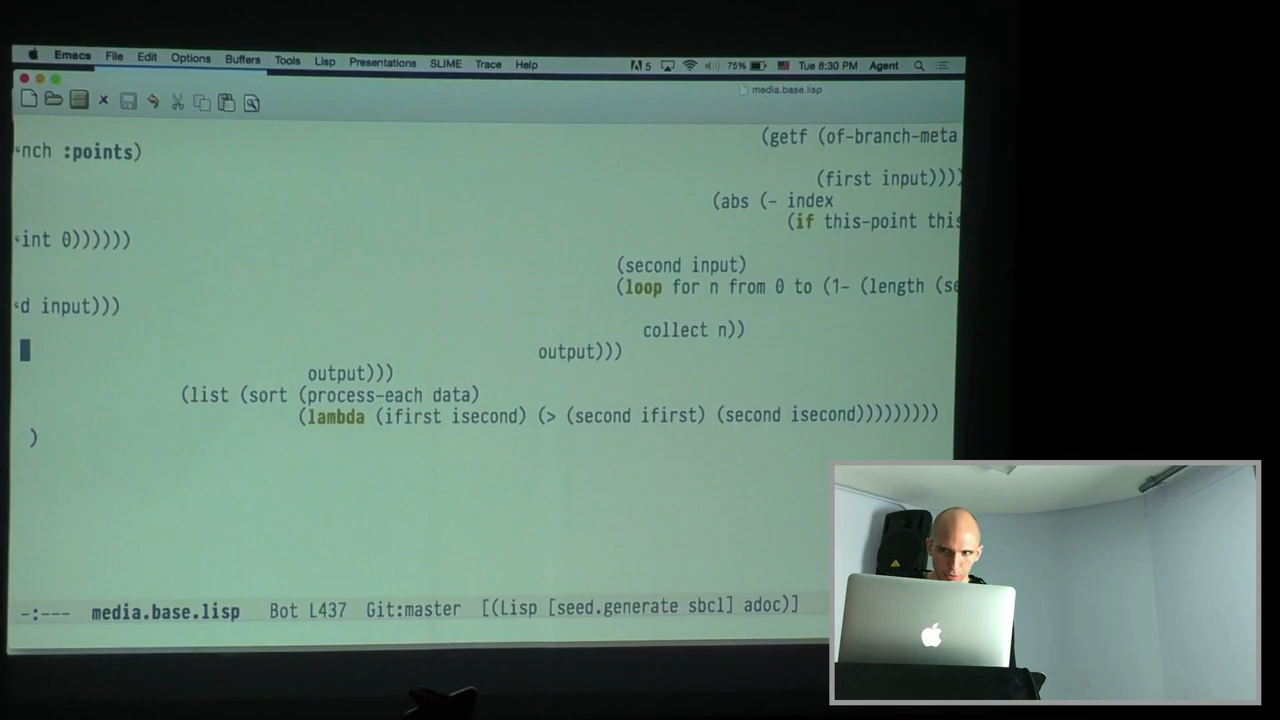 Emacs File Edit Options Buffers Tools Lisp Presentations SLIME Trace Help 5 75% Tue 8:30 PM Agent
media.base.lisp
(getf (of-branch-meta
nch :points)
(first input))))
(abs (- index
(if this-point this
int 0))))))
(second input)
(loop for n from 0 to (1- (length (se
d input)))
collect n))
output)))
output)))
(list (sort (process-each data)
(lambda (ifirst isecond) (> (second ifirst) (second isecond)))))))))
)
-:--- media.base.lisp Bot L437 Git:master [(Lisp [seed.generate sbcl] adoc)]